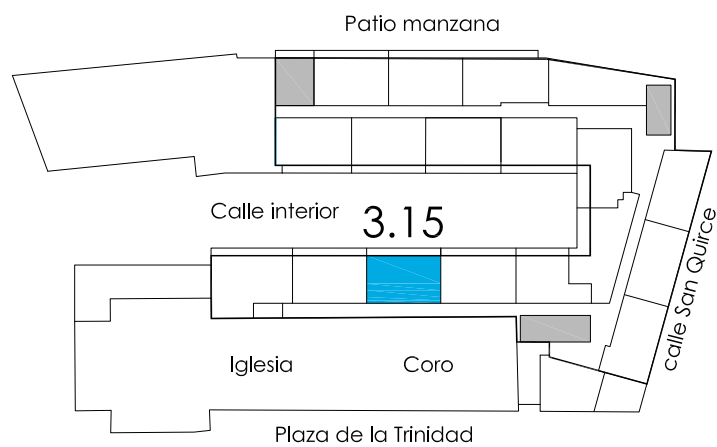 Patio manzana
Calle interior
3.15
calle San Quirce
Iglesia
Coro
Plaza de la Trinidad